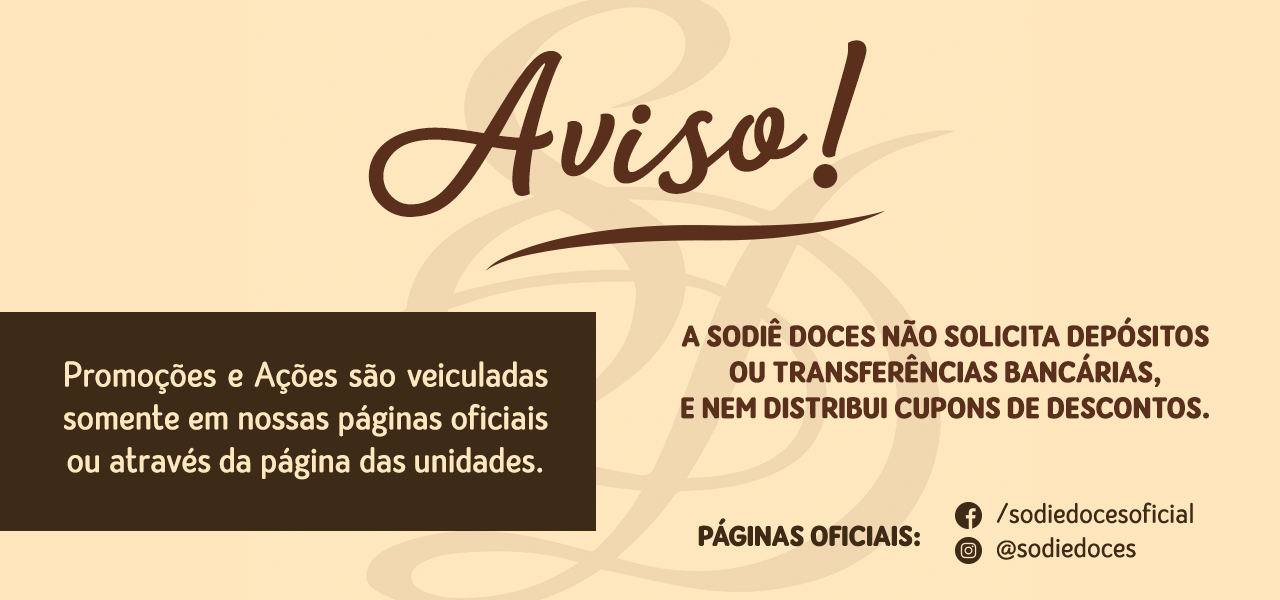 Aviso!
Promoções e Ações são veiculadas
somente em nossas páginas oficiais
ou através da página das unidades.
A SODIÊ DOCES NÃO SOLICITA DEPÓSITOS
OU TRANSFERÊNCIAS BANCÁRIAS,
E NEM DISTRIBUI CUPONS DE DESCONTOS.
PÁGINAS OFICIAIS:
/sodiedocesoficial
@sodiedoces